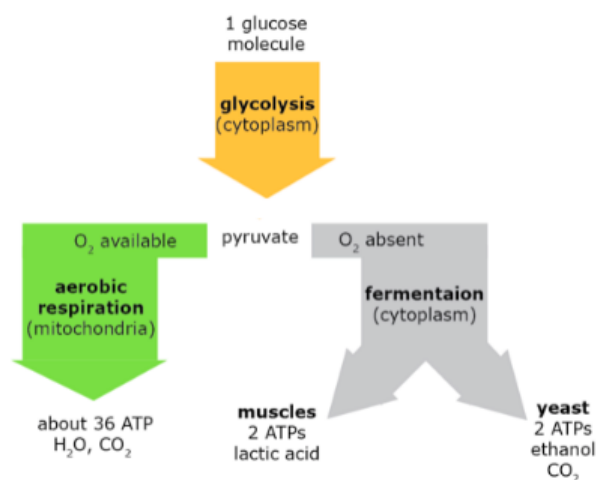 1 glucose
molecule
glycolysis
(cytoplasm)
O₂ available
pyruvate
O₂ absent
aerobic
respiration
(mitochondria)
fermentaion
(cytoplasm)
about 36 ATP
H₂O, CO₂
muscles
2 ATPs
lactic acid
yeast
2 ATPs
ethanol
CO₂